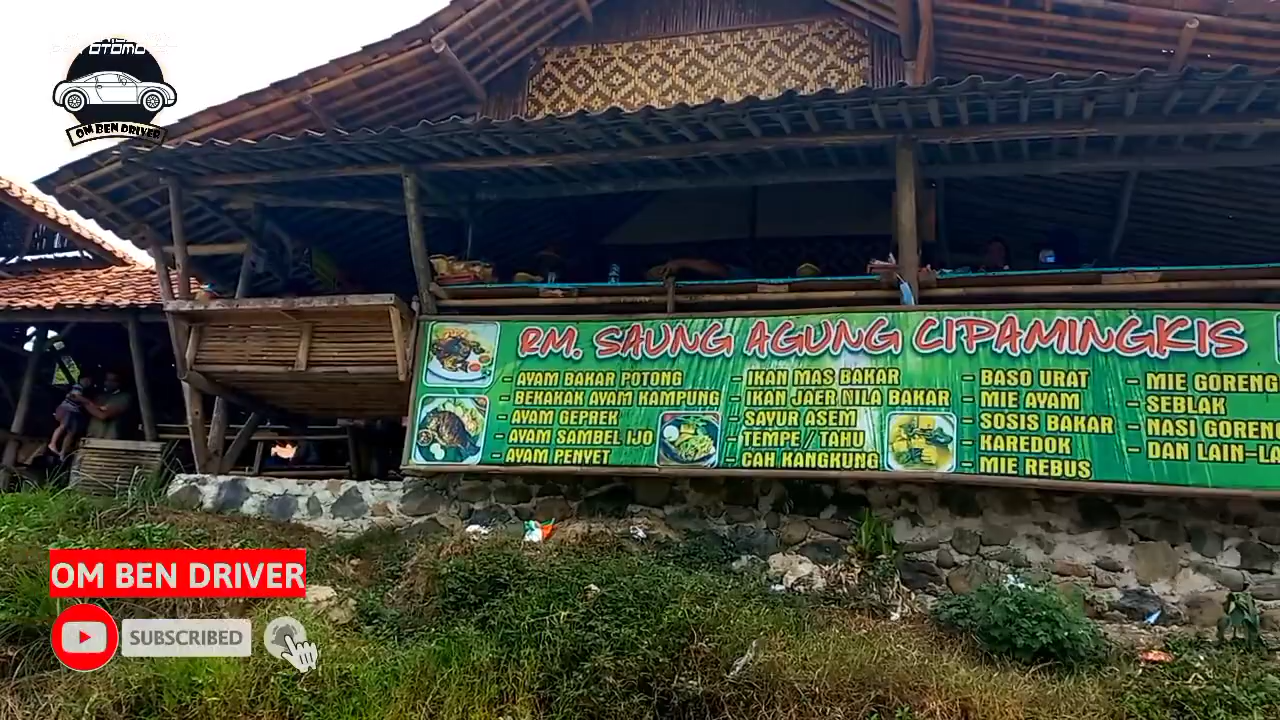 OM BEN DRIVER
RM. SAUNG AGUNG CIPAMINGKIS
- AYAM BAKAR POTONG
- BEKAKAK AYAM KAMPUNG
- AYAM GEPREK
- AYAM SAMBEL IJO
- AYAM PENYET
- IKAN MAS BAKAR
- IKAN JAER NILA BAKAR
- SAYUR ASEM
- TEMPE / TAHU
- CAH KANGKUNG
- BASO URAT
- MIE AYAM
- SOSIS BAKAR
- KAREDOK
- MIE REBUS
- MIE GORENG
- SEBLAK
- NASI GORENG
- DAN LAIN-LA
OM BEN DRIVER
SUBSCRIBED